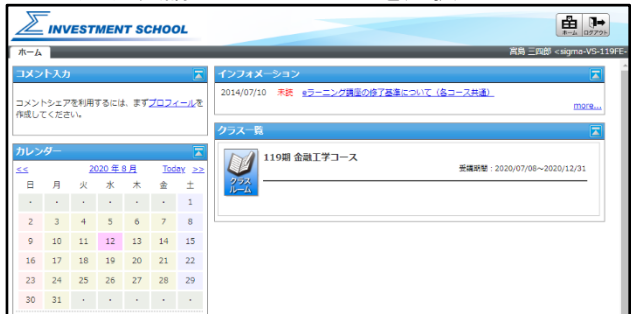 Σ INVESTMENT SCHOOL
ホーム ログアウト
ホーム
宮島 三四郎 <sigma-VS-119FE-
コメント入力
コメントシェアを利用するには、まずプロフィールを
作成してください。
カレンダー
<< 2020 年 8 月 Today >>
日 月 火 水 木 金 土
・ ・ ・ ・ ・ ・ 1
2 3 4 5 6 7 8
9 10 11 12 13 14 15
16 17 18 19 20 21 22
23 24 25 26 27 28 29
30 31 ・ ・ ・ ・ ・
インフォメーション
2014/07/10 未読 eラーニング講座の修了基準について（各コース共通）
more...
クラス一覧
クラス
ルーム
119期 金融工学コース
受講期間：2020/07/08～2020/12/31